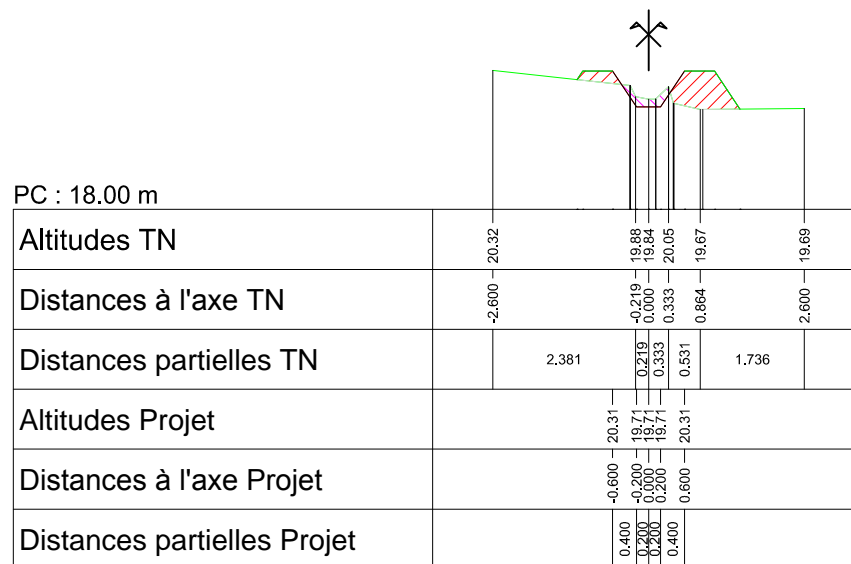 PC : 18.00 m
Altitudes TN 20.32 19.88 19.84 20.05 19.67 19.69
Distances à l'axe TN -2.600 -0.219 0.000 0.333 0.864 2.600
Distances partielles TN 2.381 0.219 0.333 0.531 1.736
Altitudes Projet 20.31 19.71 19.71 19.71 20.31
Distances à l'axe Projet -0.600 -0.200 0.000 0.200 0.600
Distances partielles Projet 0.400 0.200 0.200 0.400